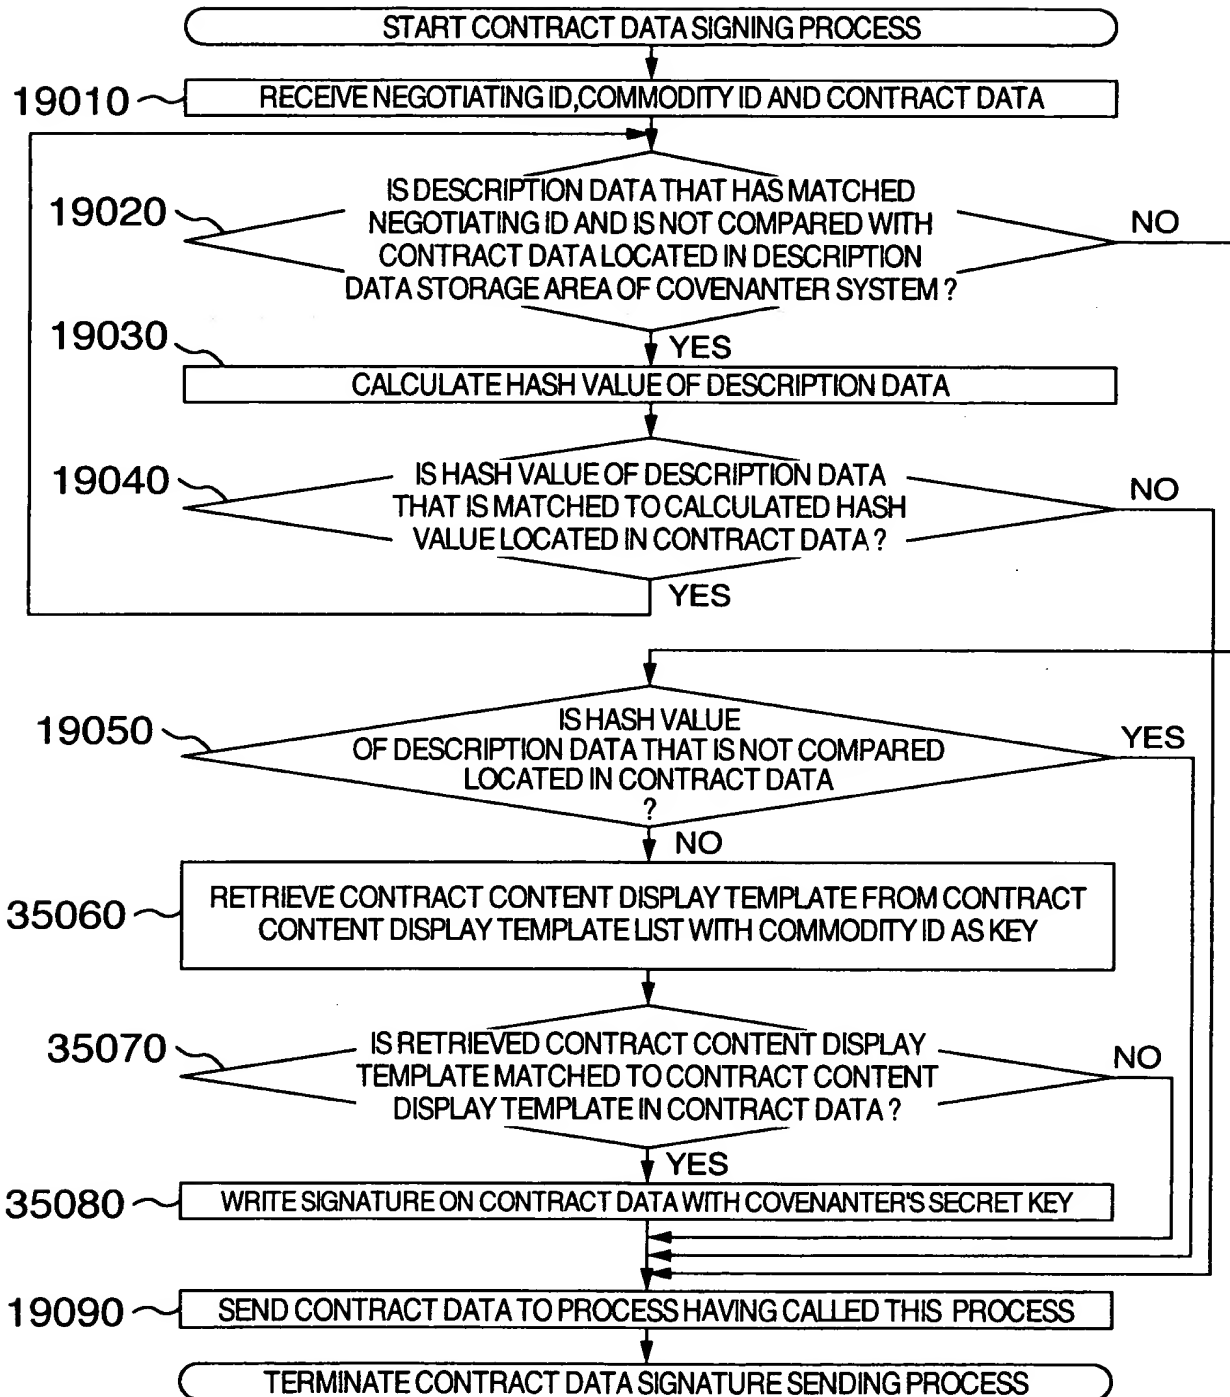 START CONTRACT DATA SIGNING PROCESS
19010
RECEIVE NEGOTIATING ID,COMMODITY ID AND CONTRACT DATA
19020
IS DESCRIPTION DATA THAT HAS MATCHED
NEGOTIATING ID AND IS NOT COMPARED WITH
CONTRACT DATA LOCATED IN DESCRIPTION
DATA STORAGE AREA OF COVENANTER SYSTEM ?
NO
YES
19030
CALCULATE HASH VALUE OF DESCRIPTION DATA
19040
IS HASH VALUE OF DESCRIPTION DATA
THAT IS MATCHED TO CALCULATED HASH
VALUE LOCATED IN CONTRACT DATA ?
NO
YES
19050
IS HASH VALUE
OF DESCRIPTION DATA THAT IS NOT COMPARED
LOCATED IN CONTRACT DATA
?
YES
NO
35060
RETRIEVE CONTRACT CONTENT DISPLAY TEMPLATE FROM CONTRACT
CONTENT DISPLAY TEMPLATE LIST WITH COMMODITY ID AS KEY
35070
IS RETRIEVED CONTRACT CONTENT DISPLAY
TEMPLATE MATCHED TO CONTRACT CONTENT
DISPLAY TEMPLATE IN CONTRACT DATA ?
NO
YES
35080
WRITE SIGNATURE ON CONTRACT DATA WITH COVENANTER'S SECRET KEY
19090
SEND CONTRACT DATA TO PROCESS HAVING CALLED THIS PROCESS
TERMINATE CONTRACT DATA SIGNATURE SENDING PROCESS